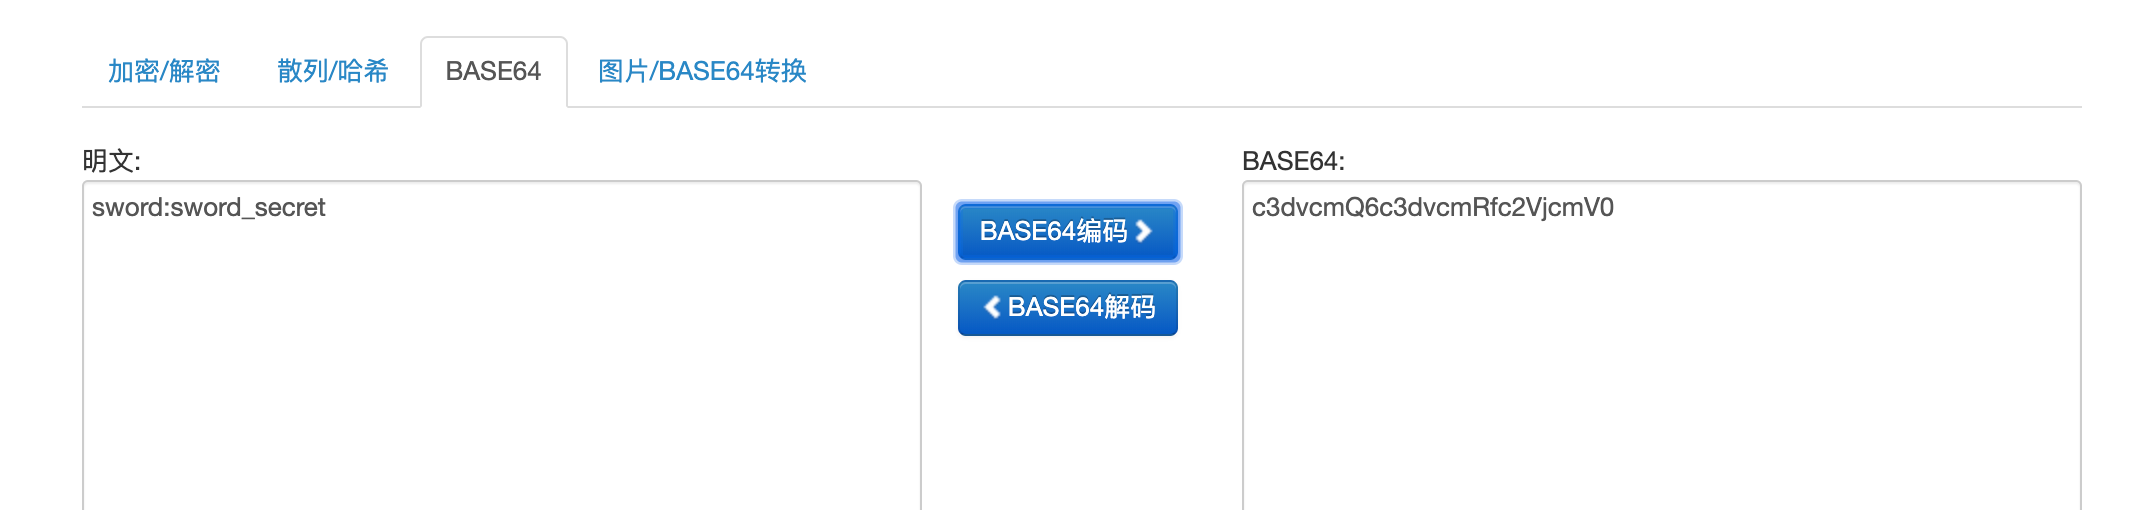 加密/解密 散列/哈希 BASE64 图片/BASE64转换
明文:
BASE64:
sword:sword_secret
c3dvcmQ6c3dvcmRfc2VjcmV0
BASE64编码
BASE64解码